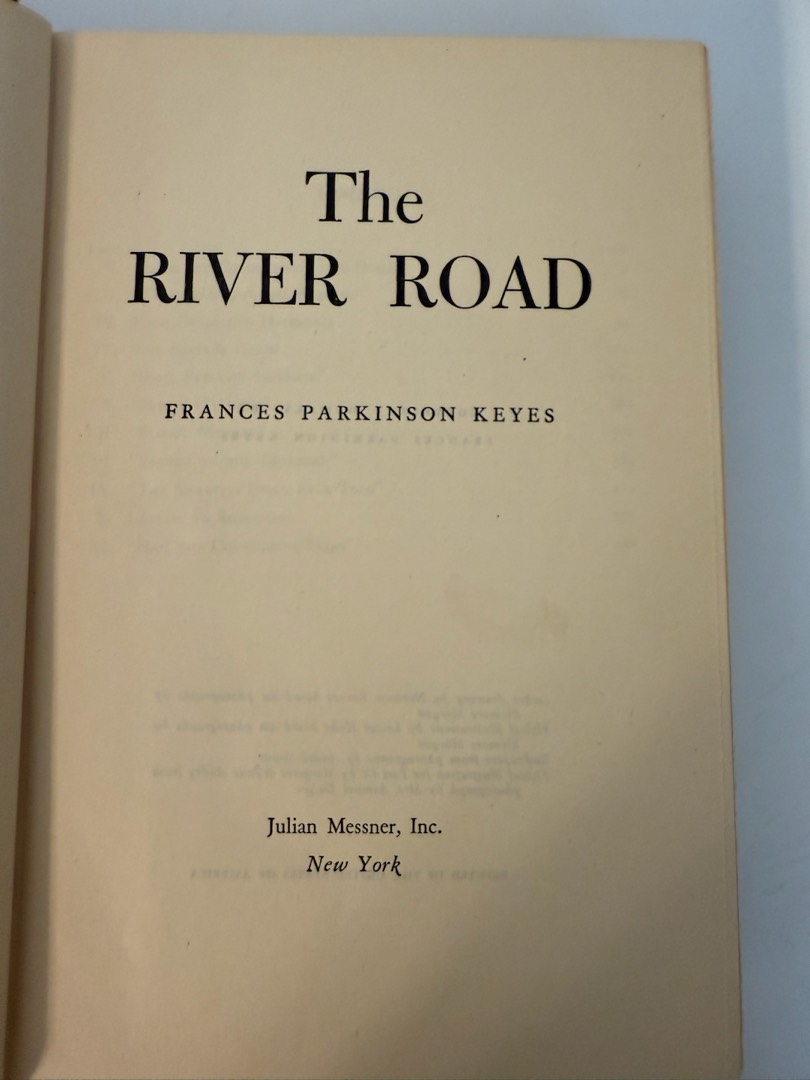 The
RIVER ROAD
FRANCES PARKINSON KEYES
Julian Messner, Inc.
New York